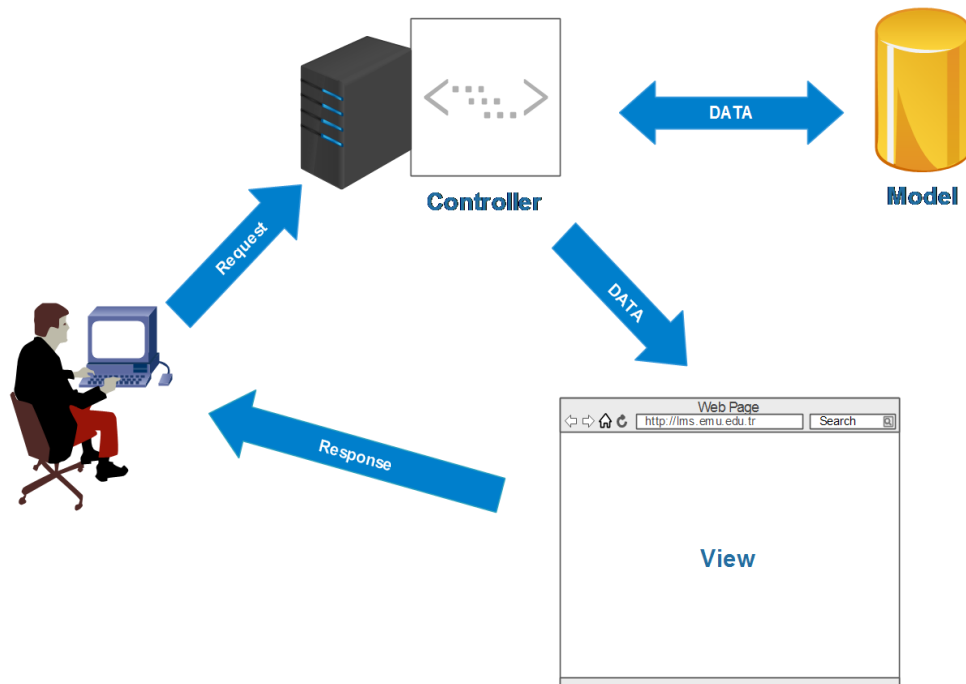 DATA
Controller
Model
Request
DATA
Web Page
http://lms.emu.edu.tr
Search
Response
View